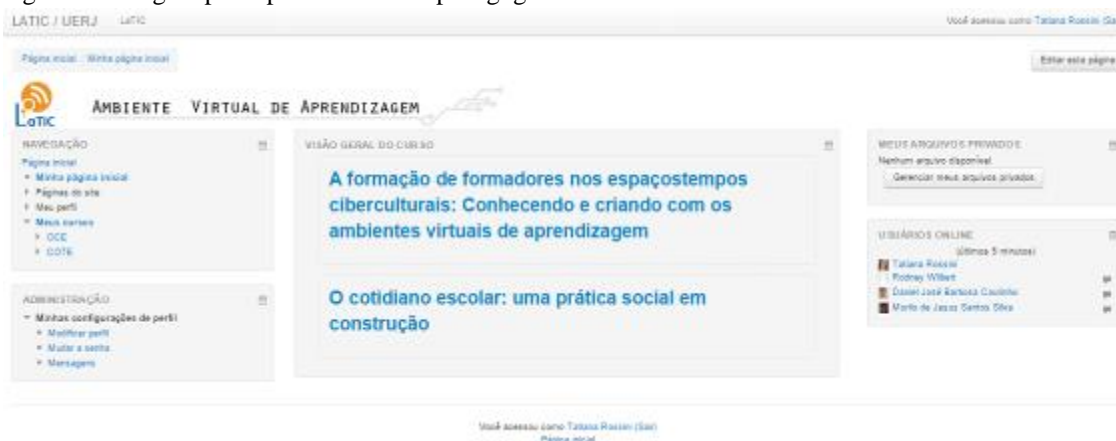 LATIC / UERJ LATIC
Você acessou como Tatiana Rossini (Sair)
Página inicial Minha página inicial
Editar esta página
LaTIC
AMBIENTE VIRTUAL DE APRENDIZAGEM
NAVEGAÇÃO
Página inicial
Minha página inicial
Páginas do site
Meu perfil
Meus cursos
OCE
ADMINISTRAÇÃO
Minhas configurações de perfil
Modificar perfil
Mudar a senha
Mensagens
VISÃO GERAL DO CURSO
A formação de formadores nos espaçostempos
ciberculturais: Conhecendo e criando com os
ambientes virtuais de aprendizagem
O cotidiano escolar: uma prática social em
construção
MEUS ARQUIVOS PRIVADOS
Nenhum arquivo disponível
Gerenciar meus arquivos privados
USUÁRIOS ONLINE
(últimos 5 minutos)
Tatiana Rossini
Rodney
Daniel José Barbosa Coutinho
de Jesus Santos Silva
Você acessou como Tatiana Rossini (Sair)
Página inicial